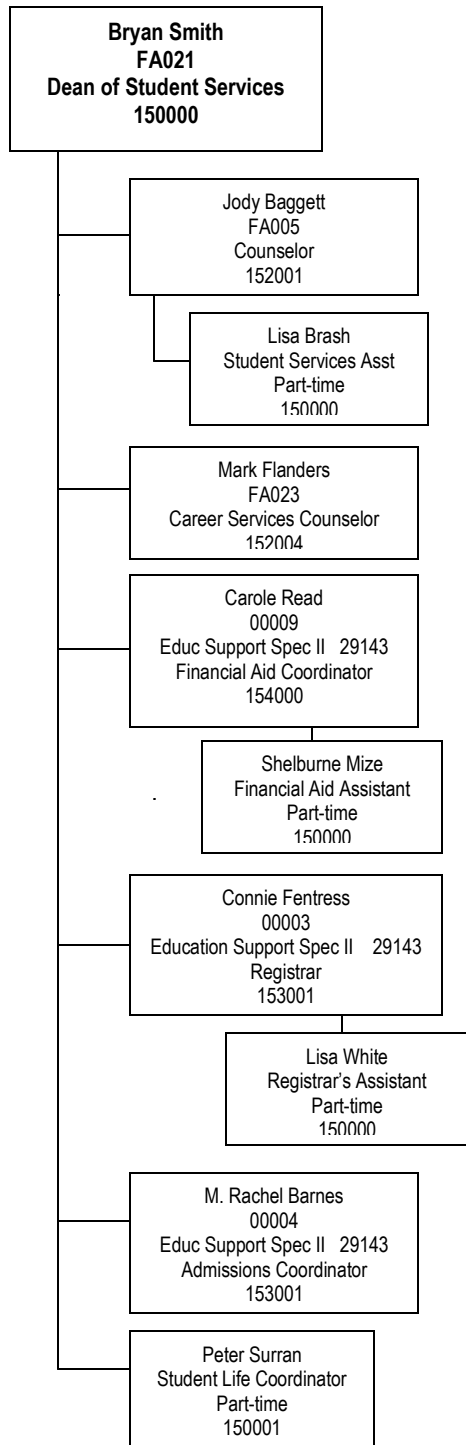 Bryan Smith
FA021
Dean of Student Services
150000
Jody Baggett
FA005
Counselor
152001
Lisa Brash
Student Services Asst
Part-time
150000
Mark Flanders
FA023
Career Services Counselor
152004
Carole Read
00009
Educ Support Spec II 29143
Financial Aid Coordinator
154000
Shelburne Mize
Financial Aid Assistant
Part-time
150000
Connie Fentress
00003
Education Support Spec II 29143
Registrar
153001
Lisa White
Registrar’s Assistant
Part-time
150000
M. Rachel Barnes
00004
Educ Support Spec II 29143
Admissions Coordinator
153001
Peter Surran
Student Life Coordinator
Part-time
150001